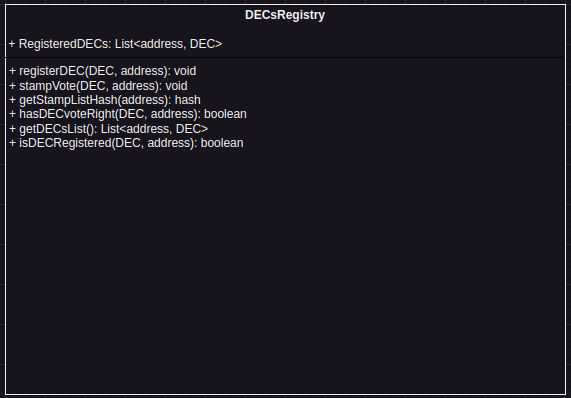 DECsRegistry
+ RegisteredDECs: List<address, DEC>
+ registerDEC(DEC, address): void
+ stampVote(DEC, address): void
+ getStampListHash(address): hash
+ hasDECvoteRight(DEC, address): boolean
+ getDECsList(): List<address, DEC>
+ isDECRegistered(DEC, address): boolean